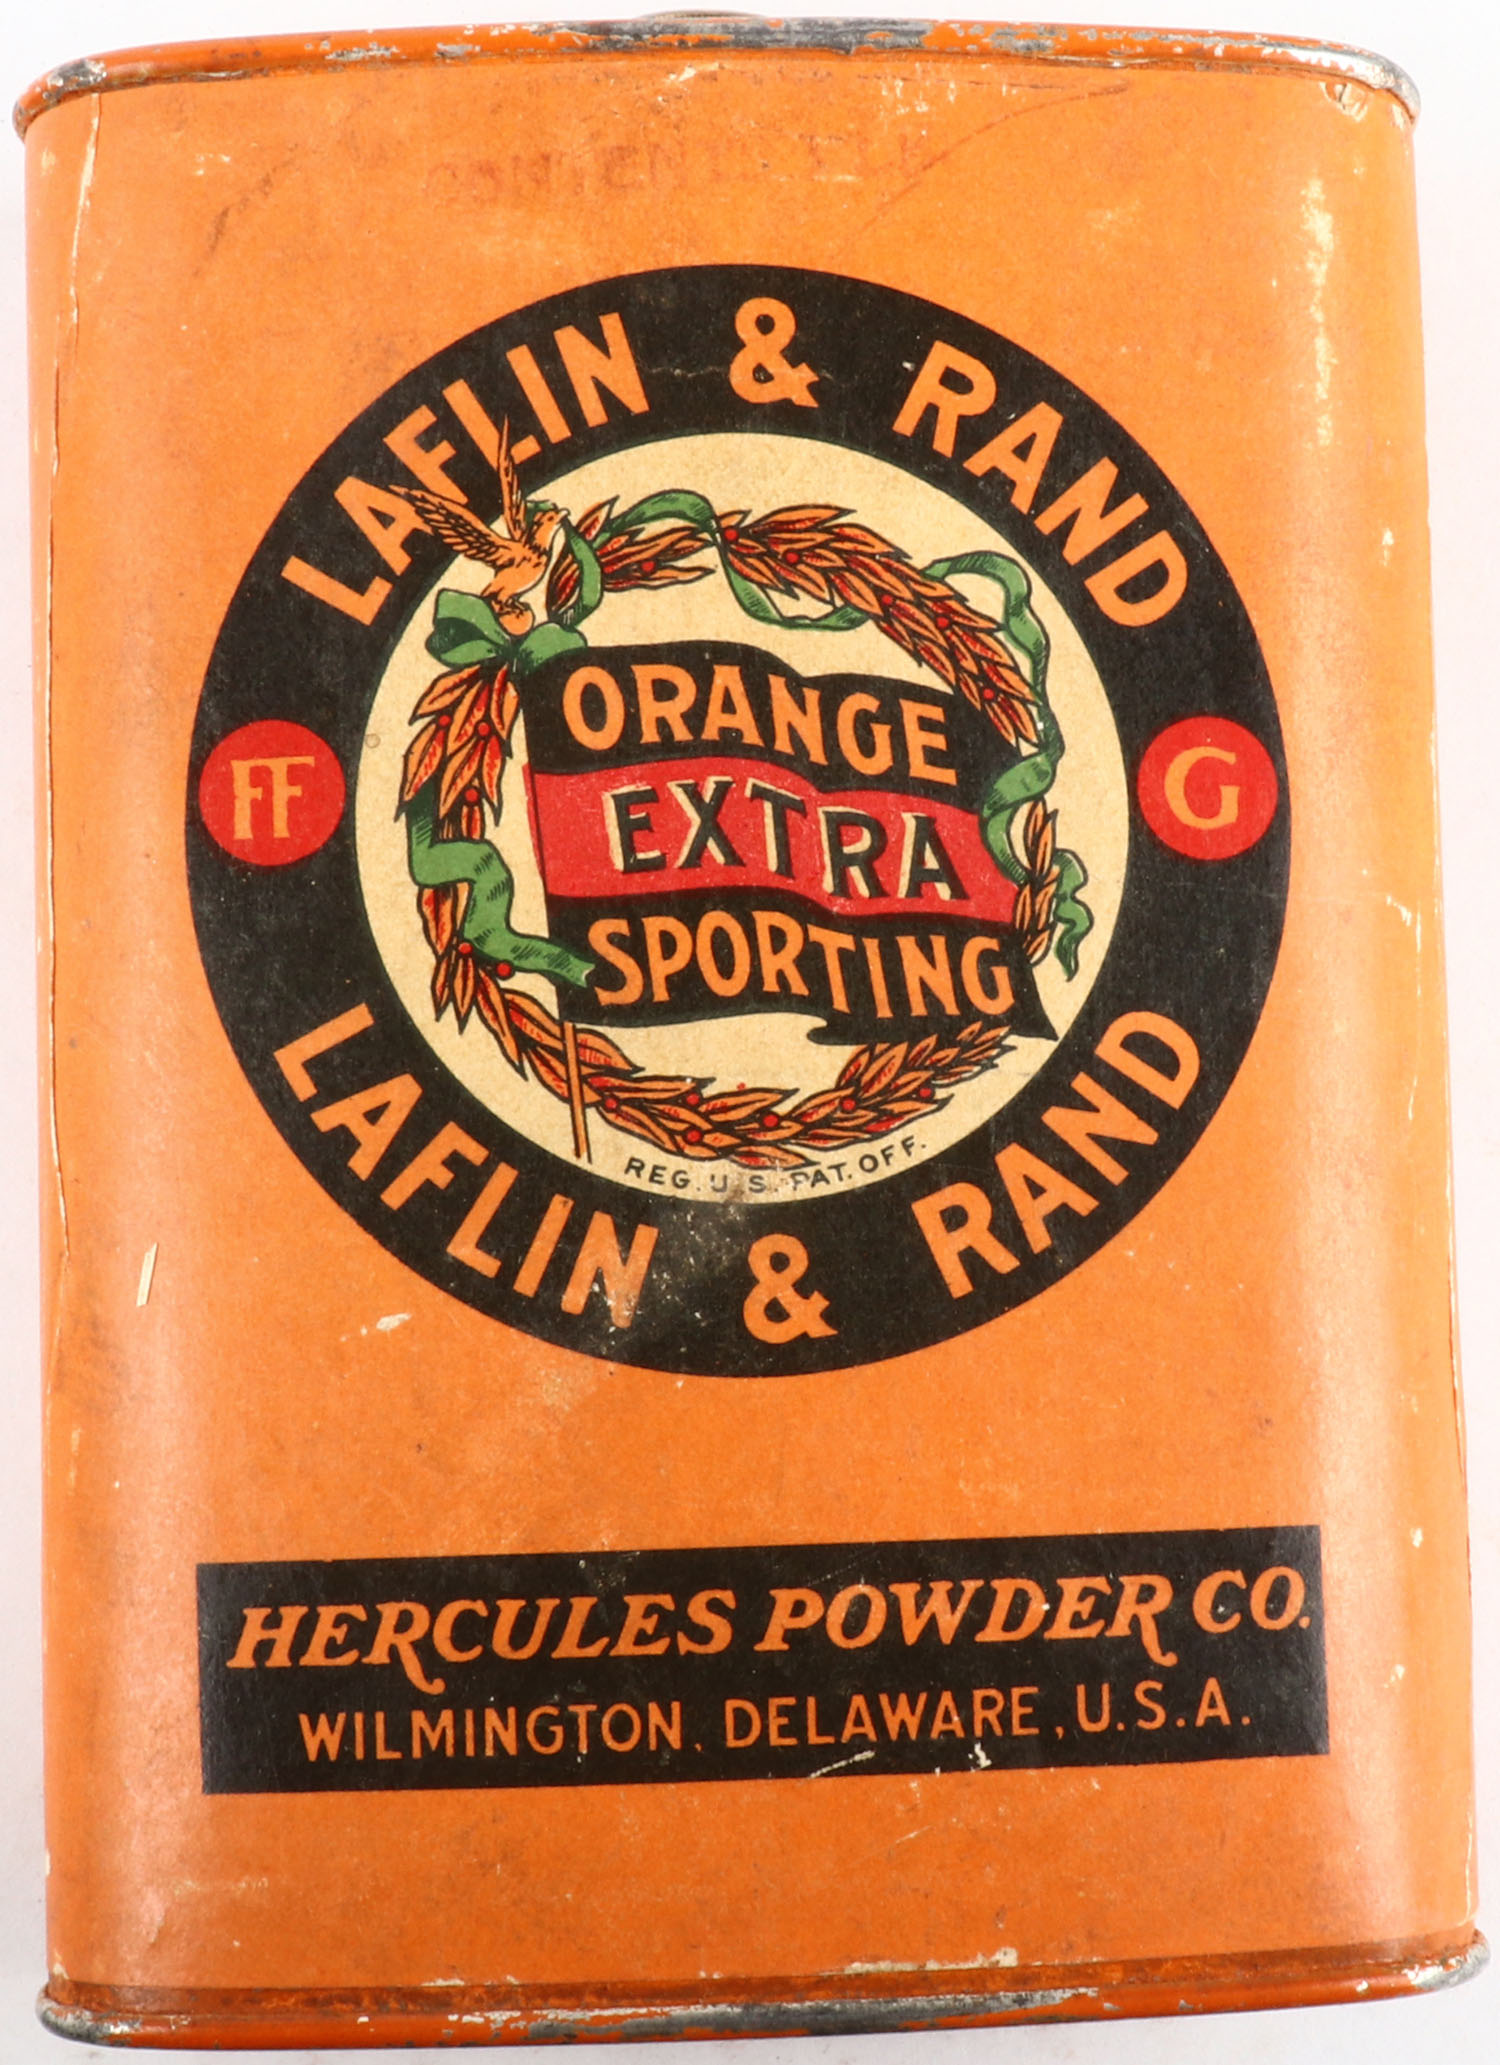 LAFLIN & RAND
ORANGE
EXTRA
SPORTING
FF
G
REG. U.S. PAT. OFF.
LAFLIN & RAND
HERCULES POWDER CO.
WILMINGTON, DELAWARE, U.S.A.